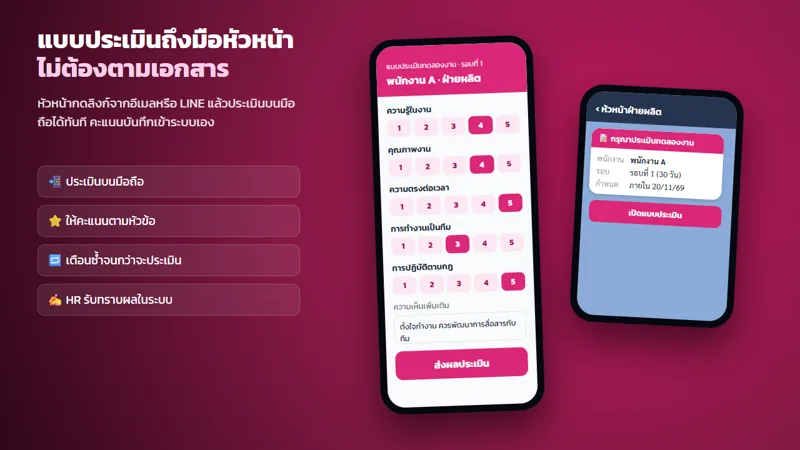 แบบประเมินถึงมือหัวหน้า
ไม่ต้องตามเอกสาร
หัวหน้ากดลิงก์จากอีเมลหรือ LINE แล้วประเมินบนมือ
ถือได้ทันที คะแนนบันทึกเข้าระบบเอง
ประเมินบนมือถือ
ให้คะแนนตามหัวข้อ
เตือนซ้ำจนกว่าจะประเมิน
HR รับทราบผลในระบบ
แบบประเมินทดลองงาน · รอบที่ 1
พนักงาน A · ฝ่ายผลิต
ความรู้ในงาน
1 2 3 4 5
คุณภาพงาน
1 2 3 4 5
ความตรงต่อเวลา
1 2 3 4 5
การทำงานเป็นทีม
1 2 3 4 5
การปฏิบัติตามกฎ
1 2 3 4 5
ความเห็นเพิ่มเติม
ตั้งใจทำงาน ควรพัฒนาการสื่อสารกับ
ทีม
ส่งผลประเมิน
‹ หัวหน้าฝ่ายผลิต
กรุณาประเมินทดลองงาน
พนักงาน พนักงาน A
รอบ รอบที่ 1 (30 วัน)
กำหนด ภายใน 20/11/69
เปิดแบบประเมิน